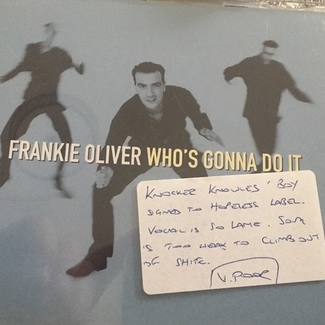 FRANKIE OLIVER WHO'S GONNA DO IT
KNOCKER KNOWLES' BOY
SIGNED TO HOPELESS LABEL.
VOCAL IS SO LAME. SONG
IS TOO WEAK TO CLIMB OUT
OF SHITE.
V. POOR